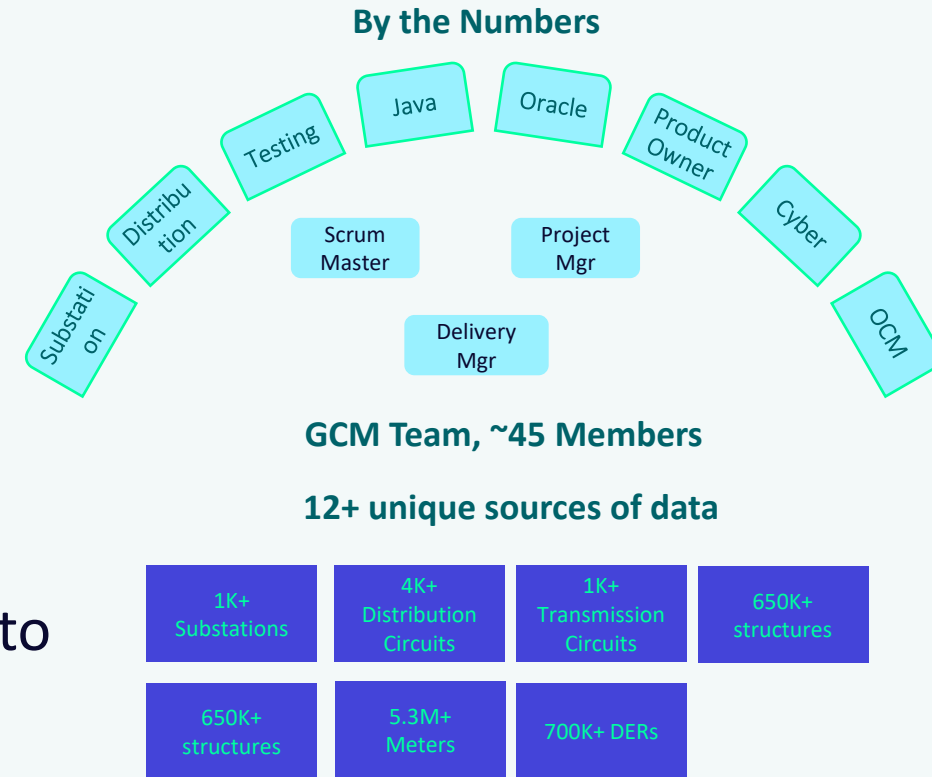 By the Numbers
Substati
on
Distribu
tion
Testing
Java
Oracle
Product
Owner
Cyber
OCM
Scrum
Master
Project
Mgr
Delivery
Mgr
GCM Team, ~45 Members
12+ unique sources of data
to
1K+
Substations
4K+
Distribution
Circuits
1K+
Transmission
Circuits
650K+
structures
650K+
structures
5.3M+
Meters
700K+ DERs